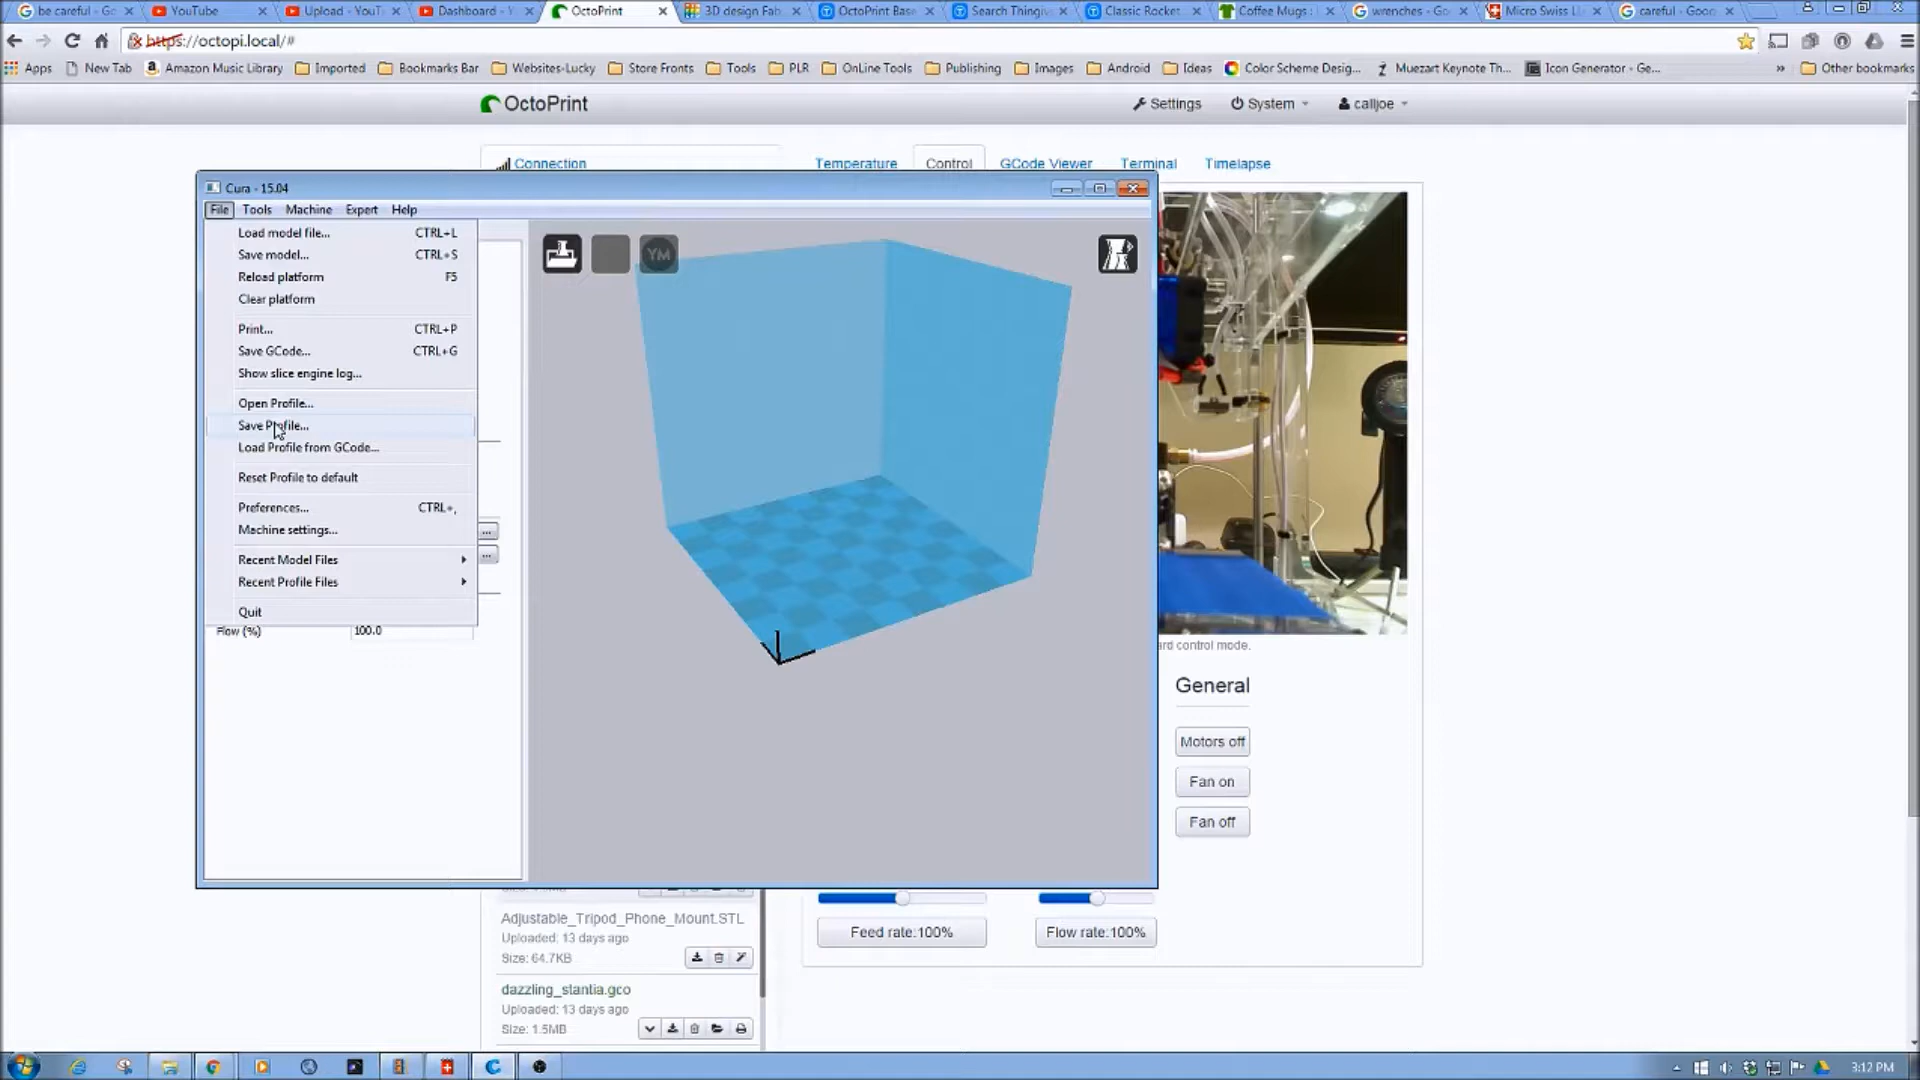 be careful - Go
YouTube
Upload - YouT
Dashboard - Y
OctoPrint
3D design Fab
OctoPrint Base
Search Thingiv
Classic Rocket
Coffee Mugs :
wrenches - Go
Micro Swiss L
careful - Goo
https://octopi.local/#
Apps
New Tab
Amazon Music Library
Imported
Bookmarks Bar
Websites-Lucky
Store Fronts
Tools
PLR
OnLine Tools
Publishing
Images
Android
Ideas
Color Scheme Desig...
Muezart Keynote Th...
Icon Generator - Ge...
»
Other bookmarks
OctoPrint
Settings
System
calljoe
Connection
Temperature
Control
GCode Viewer
Terminal
Timelapse
Cura - 15.04
File
Tools
Machine
Expert
Help
Load model file... CTRL+L
Save model... CTRL+S
Reload platform F5
Clear platform
Print... CTRL+P
Save GCode... CTRL+G
Show slice engine log...
Open Profile...
Save Profile...
Load Profile from GCode...
Reset Profile to default
Preferences... CTRL+,
Machine settings...
Recent Model Files
Recent Profile Files
Quit
Flow (%) 100.0
...
...
YM
ard control mode.
General
Motors off
Fan on
Fan off
Feed rate:100%
Flow rate:100%
Adjustable_Tripod_Phone_Mount.STL
Uploaded: 13 days ago
Size: 64.7KB
dazzling_stantia.gco
Uploaded: 13 days ago
Size: 1.5MB
3:12 PM